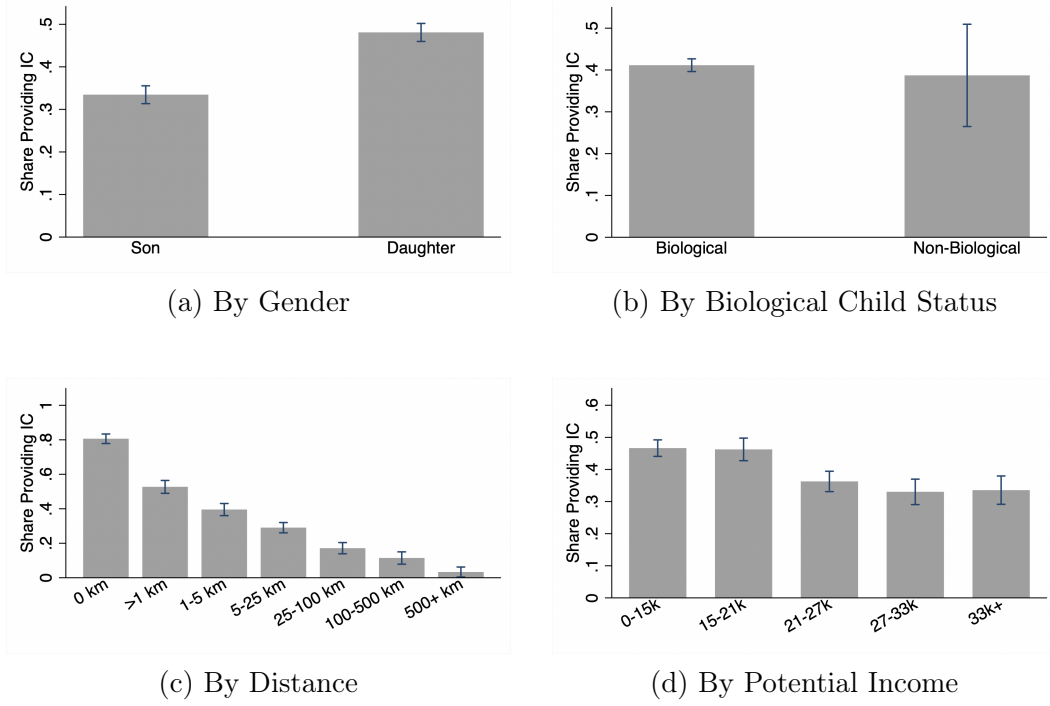 Share Providing IC
.5
.4
.3
.2
.1
0
Son
Daughter
(a) By Gender
Share Providing IC
.5
.4
.3
.2
.1
0
Biological
Non-Biological
(b) By Biological Child Status
Share Providing IC
1
.8
.6
.4
.2
0
0 km
>1 km
1-5 km
5-25 km
25-100 km
100-500 km
500+ km
(c) By Distance
Share Providing IC
.6
.5
.4
.3
.2
.1
0
0-15k
15-21k
21-27k
27-33k
33k+
(d) By Potential Income